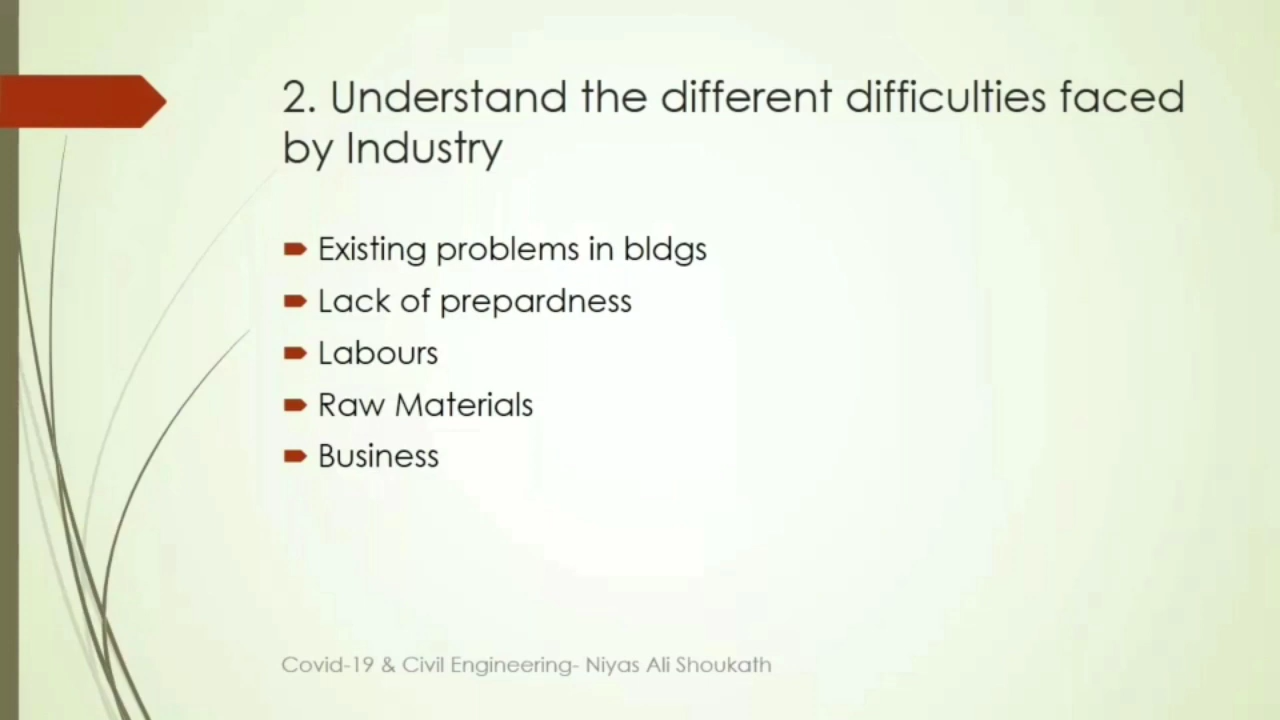 2. Understand the different difficulties faced
by Industry
Existing problems in bldgs
Lack of prepardness
Labours
Raw Materials
Business
Covid-19 & Civil Engineering- Niyas Ali Shoukath